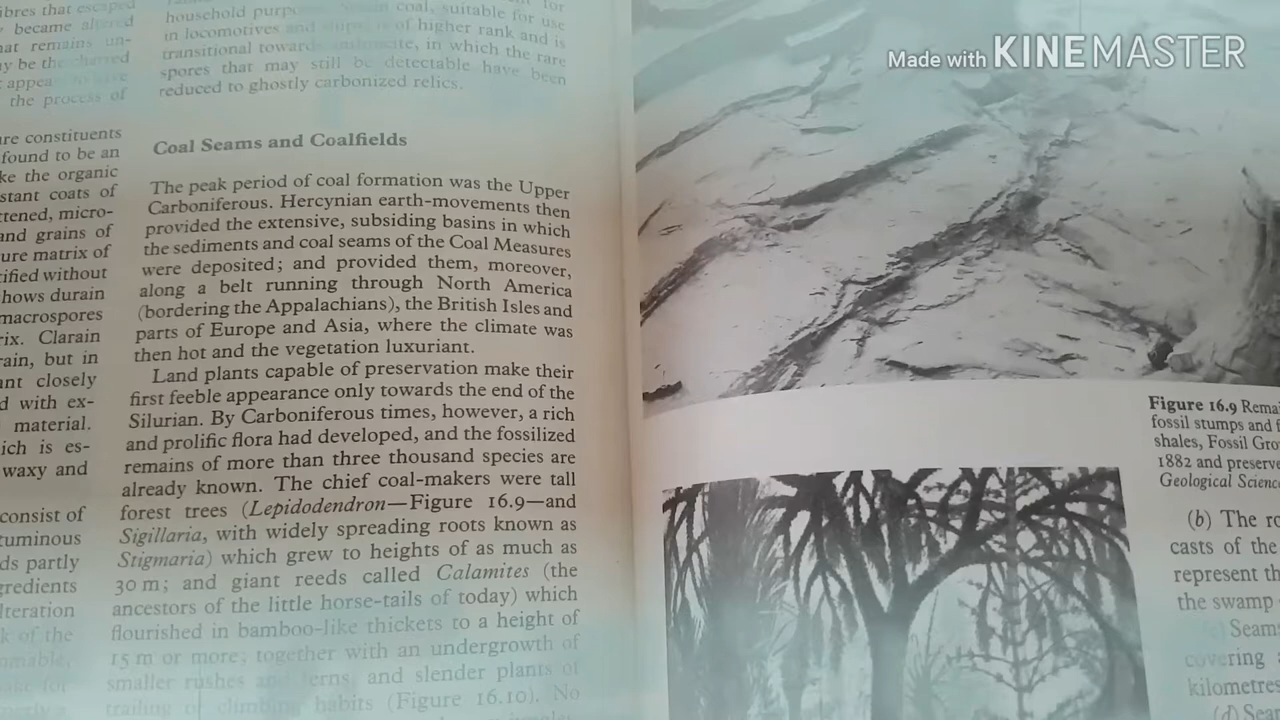 ibres that escaped
became altered
at remains un-
y be the charred
appea
the process of
are constituents
found to be an
ke the organic
stant coats of
ttened, micro-
and grains of
ure matrix of
ified without
hows durain
macrospores
rix. Clarain
rain, but in
ant closely
d with ex-
material.
ich is es-
waxy and
consist of
tuminous
ds partly
gredients
lteration
k of the
household purpo
coal, suitable for use
in locomotives and of higher rank and is
transitional towards anthracite, in which the rare
spores that may still be detectable have been
reduced to ghostly carbonized relics.
Coal Seams and Coalfields
The peak period of coal formation was the Upper
Carboniferous. Hercynian earth-movements then
provided the extensive, subsiding basins in which
the sediments and coal seams of the Coal Measures
were deposited; and provided them, moreover,
along a belt running through North America
(bordering the Appalachians), the British Isles and
parts of Europe and Asia, where the climate was
then hot and the vegetation luxuriant.
Land plants capable of preservation make their
first feeble appearance only towards the end of the
Silurian. By Carboniferous times, however, a rich
and prolific flora had developed, and the fossilized
remains of more than three thousand species are
already known. The chief coal-makers were tall
forest trees (Lepidodendron—Figure 16.9—and
Sigillaria, with widely spreading roots known as
Stigmaria) which grew to heights of as much as
30 m; and giant reeds called Calamites (the
ancestors of the little horse-tails of today) which
flourished in bamboo-like thickets to a height of
15 m or more; together with an undergrowth of
smaller rushes and ferns, and slender plants of
trailing or climbing habits (Figure 16.10). No
Made with KINEMASTER
Figure 16.9 Remai
fossil stumps and f
shales, Fossil Gro
1882 and preserve
Geological Science
(b) The ro
casts of the
represent th
the swamp
(c) Seams
covering a
kilometres
(d) Sear